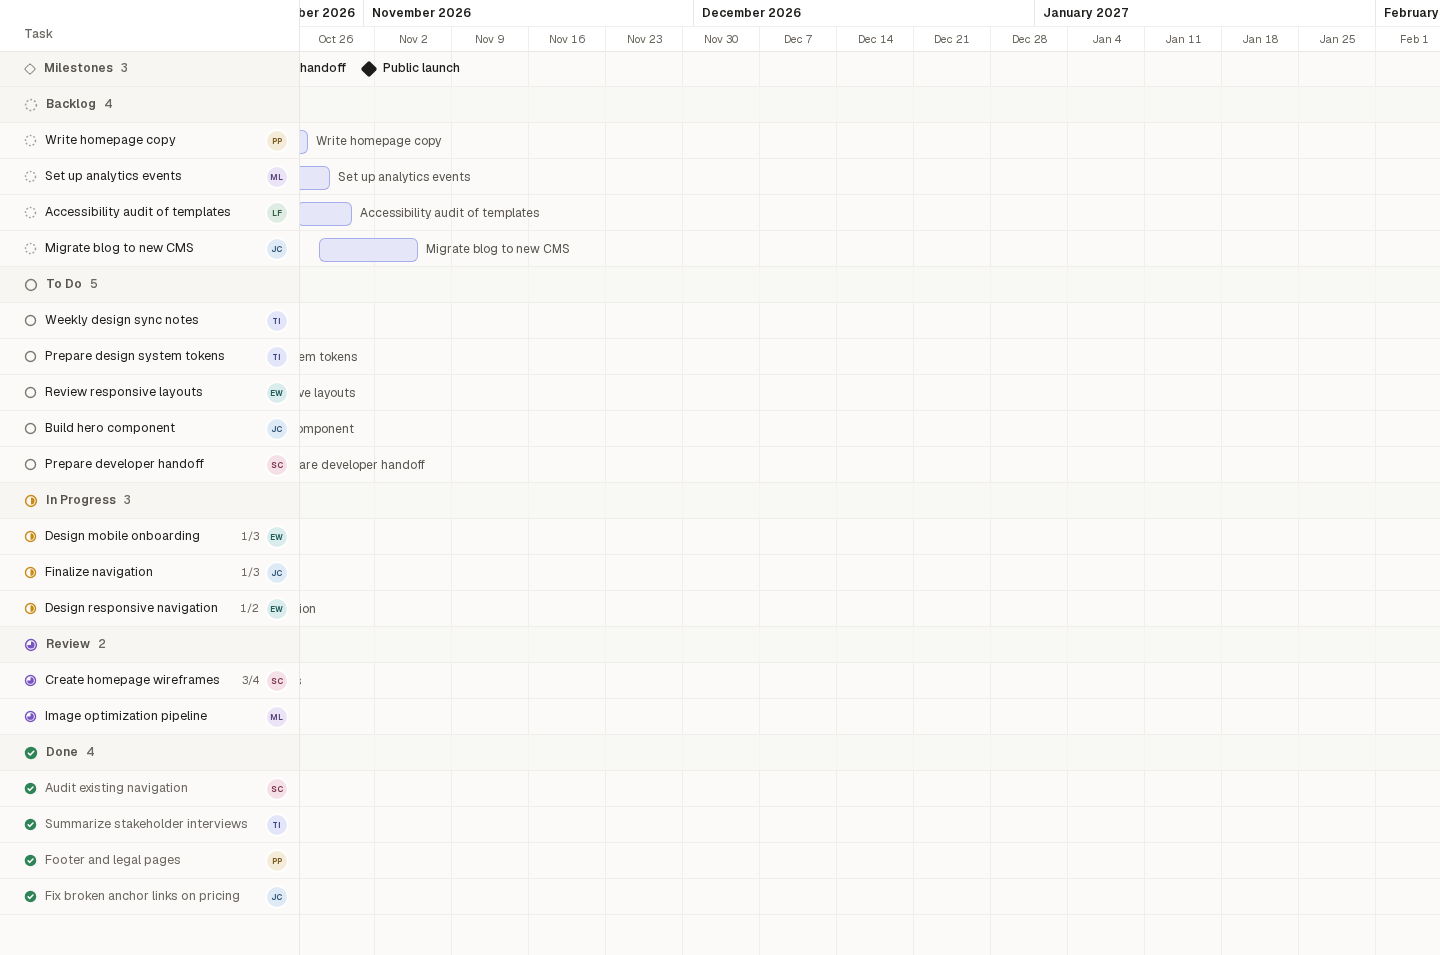 ber 2026 November 2026 December 2026 January 2027 February
Task
Oct 26 Nov 2 Nov 9 Nov 16 Nov 23 Nov 30 Dec 7 Dec 14 Dec 21 Dec 28 Jan 4 Jan 11 Jan 18 Jan 25 Feb 1
Milestones 3 handoff Public launch
Backlog 4
Write homepage copy PP Write homepage copy
Set up analytics events ML Set up analytics events
Accessibility audit of templates LF Accessibility audit of templates
Migrate blog to new CMS JC Migrate blog to new CMS
To Do 5
Weekly design sync notes TI
Prepare design system tokens TI em tokens
Review responsive layouts EW ve layouts
Build hero component JC omponent
Prepare developer handoff SC are developer handoff
In Progress 3
Design mobile onboarding 1/3 EW
Finalize navigation 1/3 JC
Design responsive navigation 1/2 EW ion
Review 2
Create homepage wireframes 3/4 SC s
Image optimization pipeline ML
Done 4
Audit existing navigation SC
Summarize stakeholder interviews TI
Footer and legal pages PP
Fix broken anchor links on pricing JC